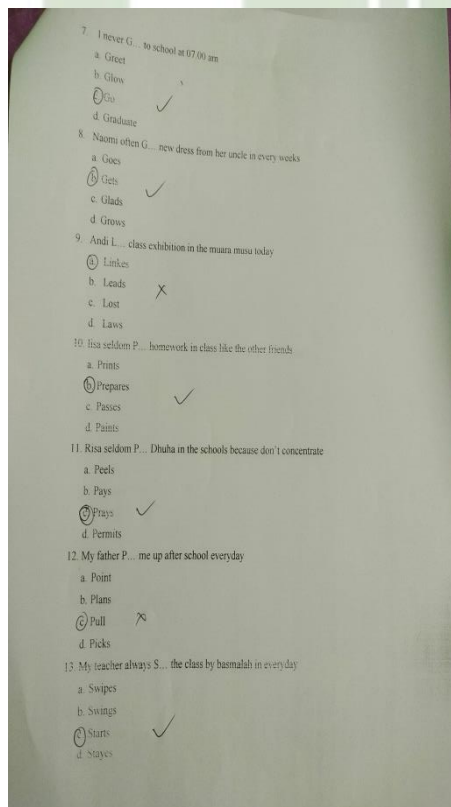 7. I never G... to school at 07.00 am
a. Greet
b. Glow
c. Go
d. Graduate
8. Naomi often G... new dress from her uncle in every weeks
a. Goes
b. Gets
c. Glads
d. Grows
9. Andi L... class exhibition in the muara musu today
a. Linkes
b. Leads
c. Lost
d. Laws
10. lisa seldom P... homework in class like the other friends
a. Prints
b. Prepares
c. Passes
d. Paints
11. Risa seldom P... Dhuha in the schools because don't concentrate
a. Peels
b. Pays
c. Prays
d. Permits
12. My father P... me up after school everyday
a. Point
b. Plans
c. Pull
d. Picks
13. My teacher always S... the class by basmalah in everyday
a. Swipes
b. Swings
c. Starts
d. Stayes